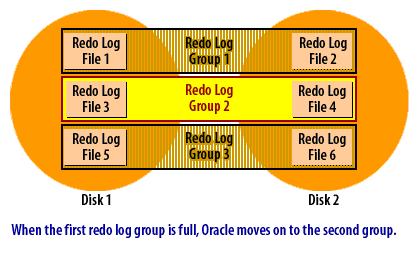 Redo Log File 1
Redo Log Group 1
Redo Log File 2
Redo Log File 3
Redo Log Group 2
Redo Log File 4
Redo Log File 5
Redo Log Group 3
Redo Log File 6
Disk 1
Disk 2
When the first redo log group is full, Oracle moves on to the second group.